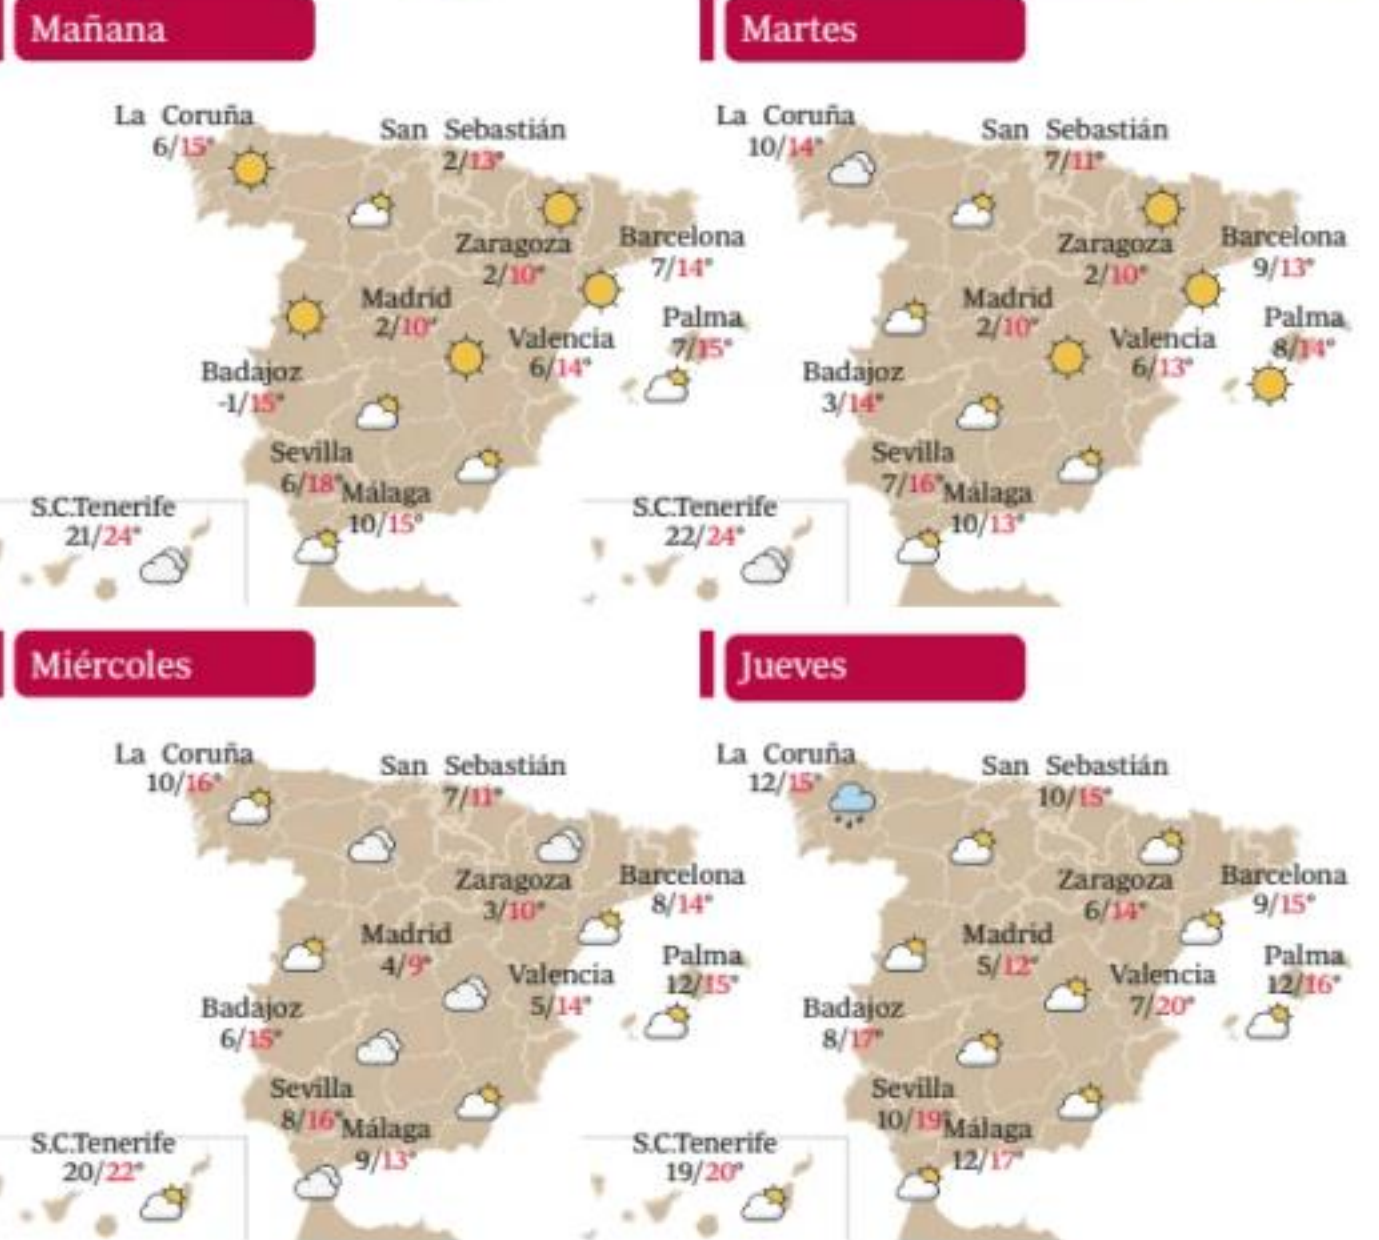 Mañana
La Coruña
6/15°
San Sebastián
2/13°
Zaragoza
2/10°
Barcelona
7/14°
Madrid
2/10°
Palma
7/15°
Valencia
6/14°
Badajoz
-1/15°
Sevilla
6/18°
Málaga
10/15°
S.C.Tenerife
21/24°
Martes
La Coruña
10/14°
San Sebastián
7/11°
Zaragoza
2/10°
Barcelona
9/13°
Madrid
2/10°
Palma
8/14°
Valencia
6/13°
Badajoz
3/14°
Sevilla
7/16°
Málaga
10/13°
S.C.Tenerife
22/24°
Miércoles
La Coruña
10/16°
San Sebastián
7/11°
Zaragoza
3/10°
Barcelona
8/14°
Madrid
4/9°
Palma
12/15°
Valencia
5/14°
Badajoz
6/15°
Sevilla
8/16°
Málaga
9/13°
S.C.Tenerife
20/22°
Jueves
La Coruña
12/15°
San Sebastián
10/15°
Zaragoza
6/14°
Barcelona
9/15°
Madrid
5/12°
Palma
12/16°
Valencia
7/20°
Badajoz
8/17°
Sevilla
10/19°
Málaga
12/17°
S.C.Tenerife
19/20°